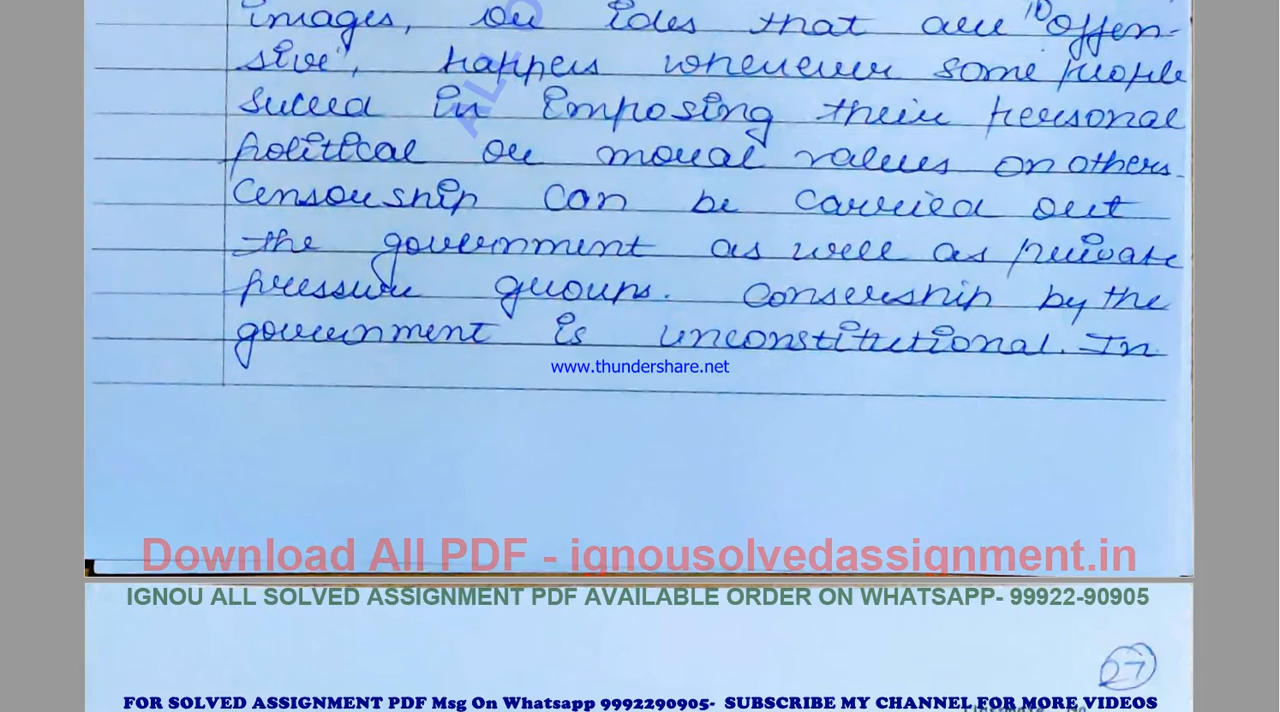 images, or ides that are "offen-
sive", happens whenever some people
suceed in imposing their personal
political or moral values on others.
Censorship can be carried out
the government as well as private
pressure groups. Consership by the
government is unconstitutional. In
www.thundershare.net
Download All PDF - ignousolvedassignment.in
IGNOU ALL SOLVED ASSIGNMENT PDF AVAILABLE ORDER ON WHATSAPP- 99922-90905
27
FOR SOLVED ASSIGNMENT PDF Msg On Whatsapp 9992290905- SUBSCRIBE MY CHANNEL FOR MORE VIDEOS